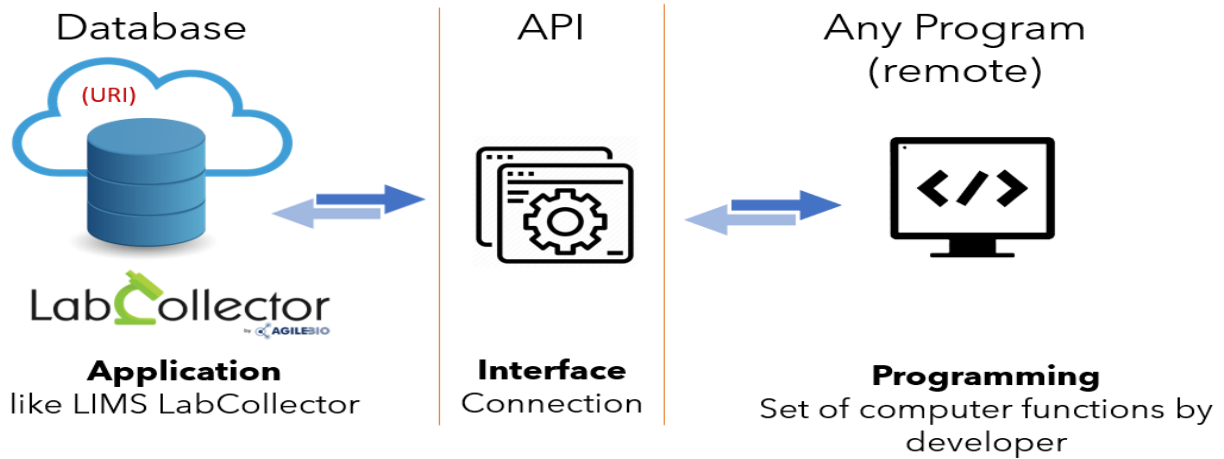 Database
(URI)
LabCollector
by AGILEBIO
Application
like LIMS LabCollector
API
Interface
Connection
Any Program
(remote)
</>
Programming
Set of computer functions by
developer